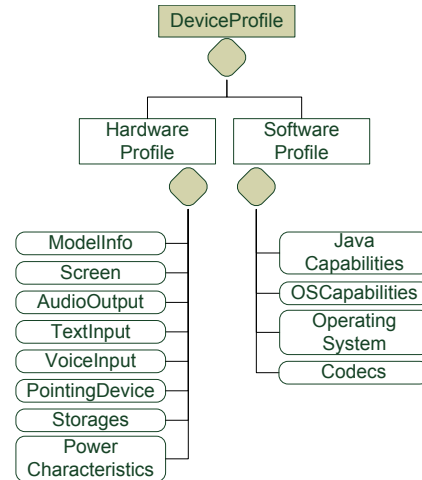 DeviceProfile
Hardware
Profile
Software
Profile
ModelInfo
Screen
AudioOutput
TextInput
VoiceInput
PointingDevice
Storages
Power
Characteristics
Java
Capabilities
OSCapabilities
Operating
System
Codecs